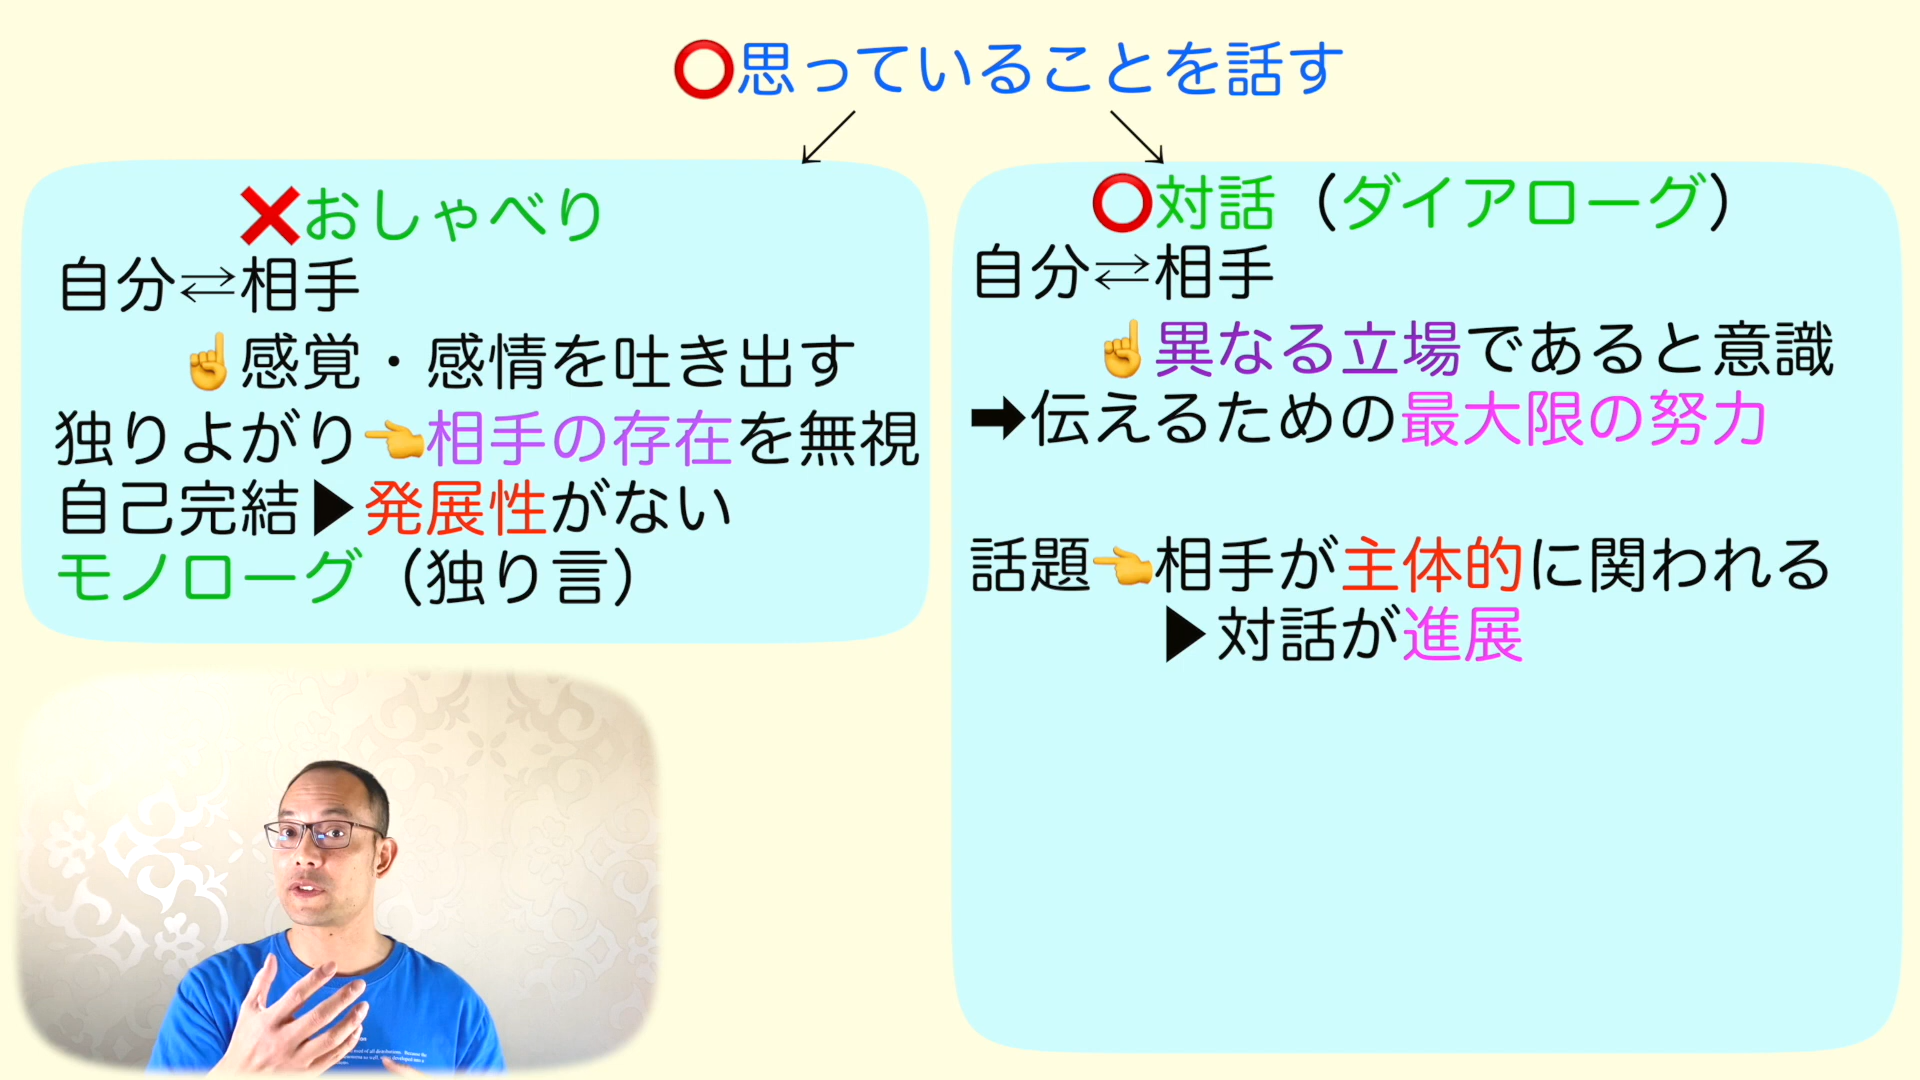 ⭕思っていることを話す
❌おしゃべり
自分⇄相手
☝感覚・感情を吐き出す
独りよがり👈相手の存在を無視
自己完結▶発展性がない
モノローグ（独り言）
⭕対話（ダイアローグ）
自分⇄相手
☝異なる立場であると意識
➡伝えるための最大限の努力
話題👈相手が主体的に関われる
▶対話が進展